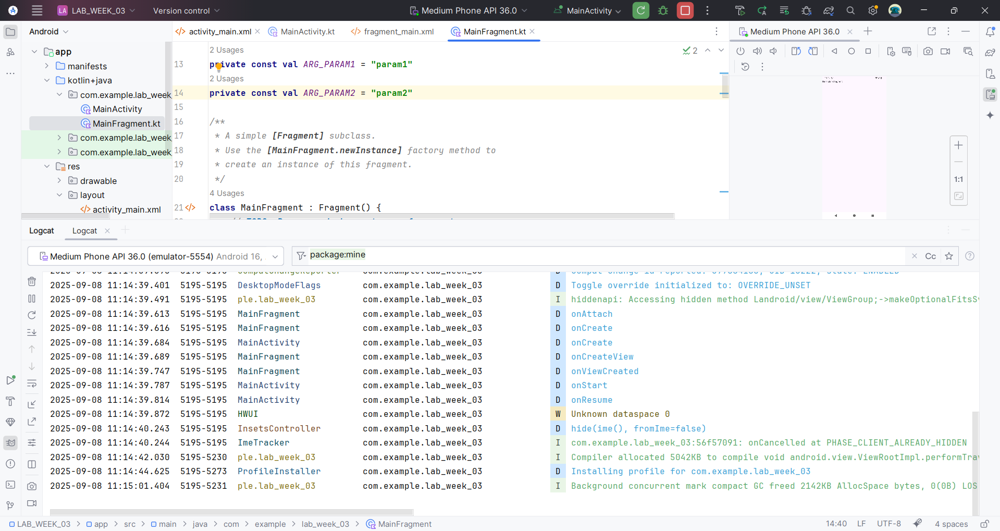 LA LAB_WEEK_03 Version control Medium Phone API 36.0 MainActivity
Android
app
manifests
kotlin+java
com.example.lab_week_
MainActivity
MainFragment.kt
com.example.lab_week_
com.example.lab_week_
res
drawable
layout
activity_main.xml
activity_main.xml MainActivity.kt fragment_main.xml MainFragment.kt
2 Usages
2
13 private const val ARG_PARAM1 = "param1"
2 Usages
14 private const val ARG_PARAM2 = "param2"
15
16 /**
17 * A simple [Fragment] subclass.
18 * Use the [MainFragment.newInstance] factory method to
19 * create an instance of this fragment.
20 */
4 Usages
21 class MainFragment : Fragment() {
Medium Phone API 36.0
1:1
Logcat Logcat
Medium Phone API 36.0 (emulator-5554) Android 16, package:mine Cc
2025-09-08 11:14:39.401 5195-5195 DesktopModeFlags com.example.lab_week_03 D Toggle override initialized to: OVERRIDE_UNSET
2025-09-08 11:14:39.491 5195-5195 ple.lab_week_03 com.example.lab_week_03 I hiddenapi: Accessing hidden method Landroid/view/ViewGroup;->makeOptionalFitsSy
2025-09-08 11:14:39.613 5195-5195 MainFragment com.example.lab_week_03 D onAttach
2025-09-08 11:14:39.616 5195-5195 MainFragment com.example.lab_week_03 D onCreate
2025-09-08 11:14:39.684 5195-5195 MainActivity com.example.lab_week_03 D onCreate
2025-09-08 11:14:39.689 5195-5195 MainFragment com.example.lab_week_03 D onCreateView
2025-09-08 11:14:39.747 5195-5195 MainFragment com.example.lab_week_03 D onViewCreated
2025-09-08 11:14:39.787 5195-5195 MainActivity com.example.lab_week_03 D onStart
2025-09-08 11:14:39.814 5195-5195 MainActivity com.example.lab_week_03 D onResume
2025-09-08 11:14:39.872 5195-5195 HWUI com.example.lab_week_03 W Unknown dataspace 0
2025-09-08 11:14:40.243 5195-5195 InsetsController com.example.lab_week_03 D hide(ime(), fromIme=false)
2025-09-08 11:14:40.244 5195-5195 ImeTracker com.example.lab_week_03 I com.example.lab_week_03:56f57091: onCancelled at PHASE_CLIENT_ALREADY_HIDDEN
2025-09-08 11:14:42.030 5195-5230 ple.lab_week_03 com.example.lab_week_03 I Compiler allocated 5042KB to compile void android.view.ViewRootImpl.performTra
2025-09-08 11:14:44.625 5195-5273 ProfileInstaller com.example.lab_week_03 D Installing profile for com.example.lab_week_03
2025-09-08 11:15:01.404 5195-5231 ple.lab_week_03 com.example.lab_week_03 I Background concurrent mark compact GC freed 2142KB AllocSpace bytes, 0(0B) LOS
LAB_WEEK_03 > app > src > main > java > com > example > lab_week_03 > MainFragment 14:40 LF UTF-8 4 spaces